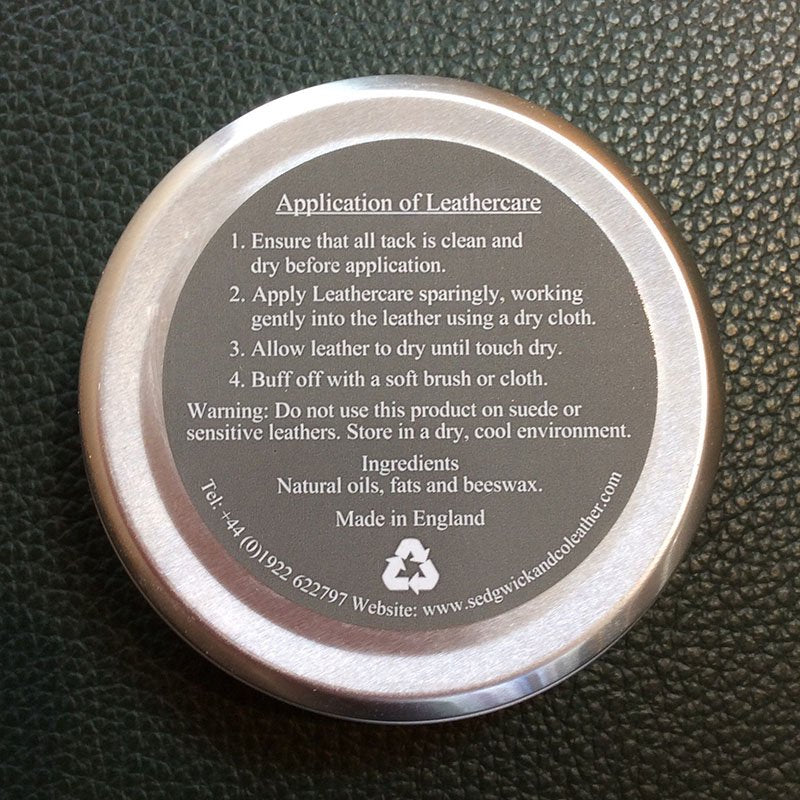 Application of Leathercare
1. Ensure that all tack is clean and
dry before application.
2. Apply Leathercare sparingly, working
gently into the leather using a dry cloth.
3. Allow leather to dry until touch dry.
4. Buff off with a soft brush or cloth.
Warning: Do not use this product on suede or
sensitive leathers. Store in a dry, cool environment.
Ingredients
Natural oils, fats and beeswax.
Made in England
Tel: +44 (0)1922 622797 Website: www.sedgwickandcoleather.com